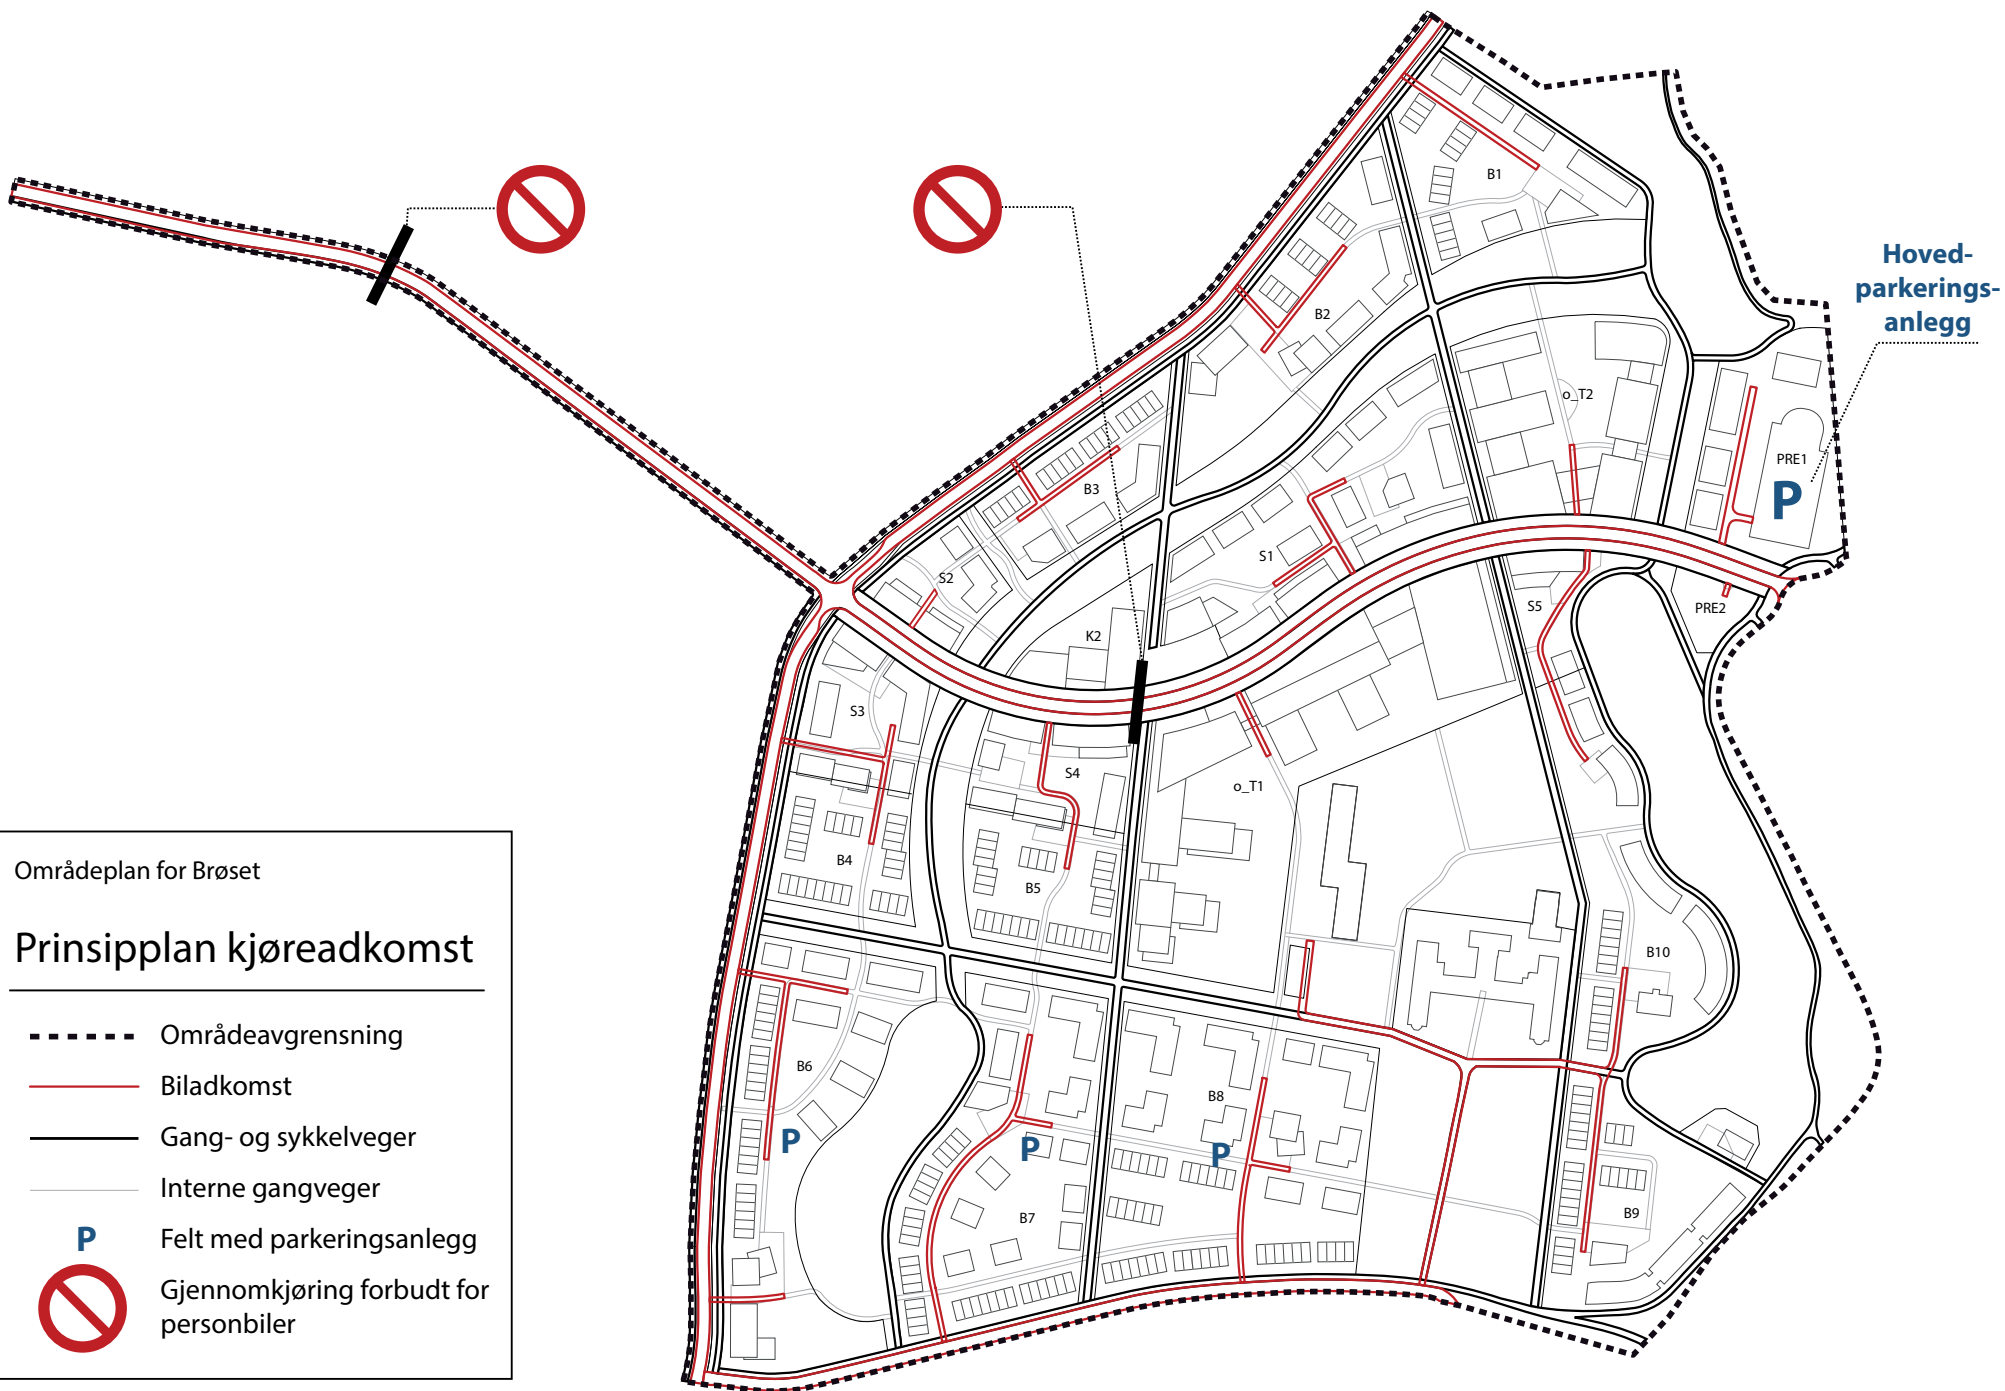 Hoved-
parkerings-
anlegg
B1
B2
o_T2
PRE1
P
B3
S1
S2
S5
PRE2
K2
S3
S4
o_T1
B4
B5
B10
B6
B8
P
P
P
B7
B9
Områdeplan for Brøset
Prinsipplan kjøreadkomst
Områdeavgrensning
Biladkomst
Gang- og sykkelveger
Interne gangveger
P Felt med parkeringsanlegg
Gjennomkjøring forbudt for
personbiler